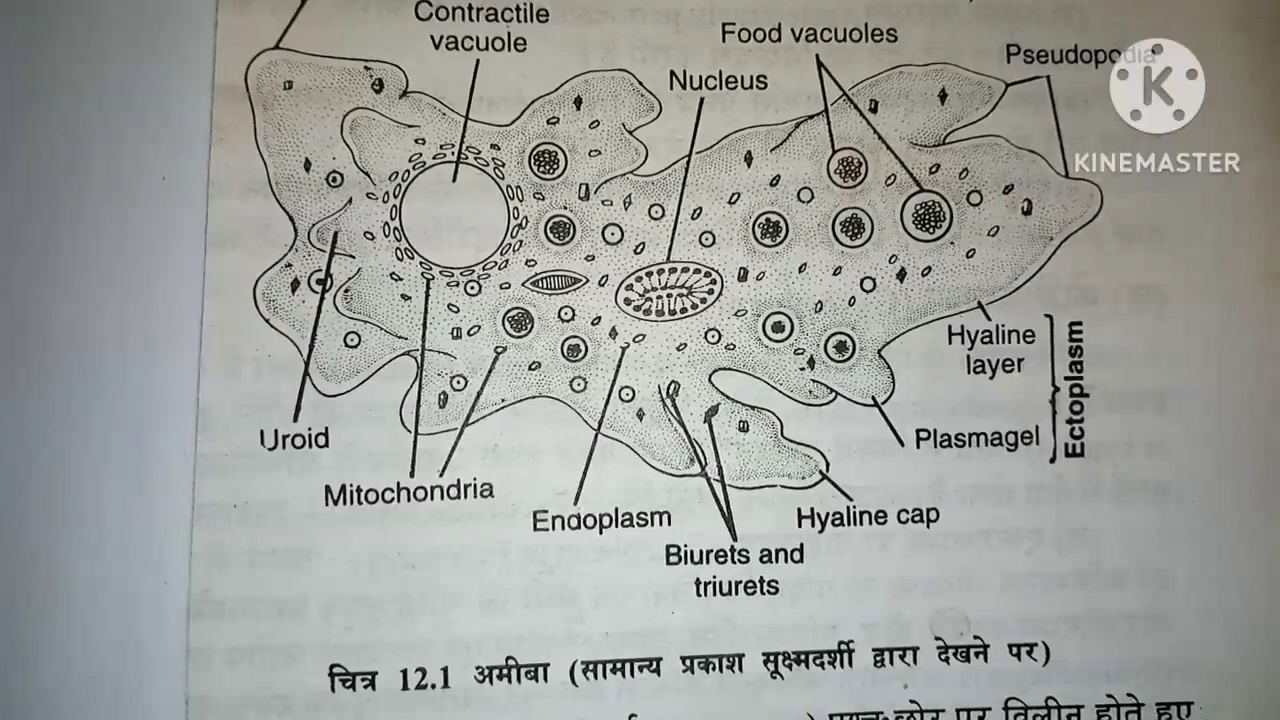 Contractile
vacuole
Food vacuoles
Nucleus
Pseudopodia
KINEMASTER
Hyaline
layer
Ectoplasm
Plasmagel
Uroid
Mitochondria
Endoplasm
Hyaline cap
Biurets and
triurets
चित्र 12.1 अमीबा (सामान्य प्रकाश सूक्ष्मदर्शी द्वारा देखने पर)
छोर पर विलीन होते हुए